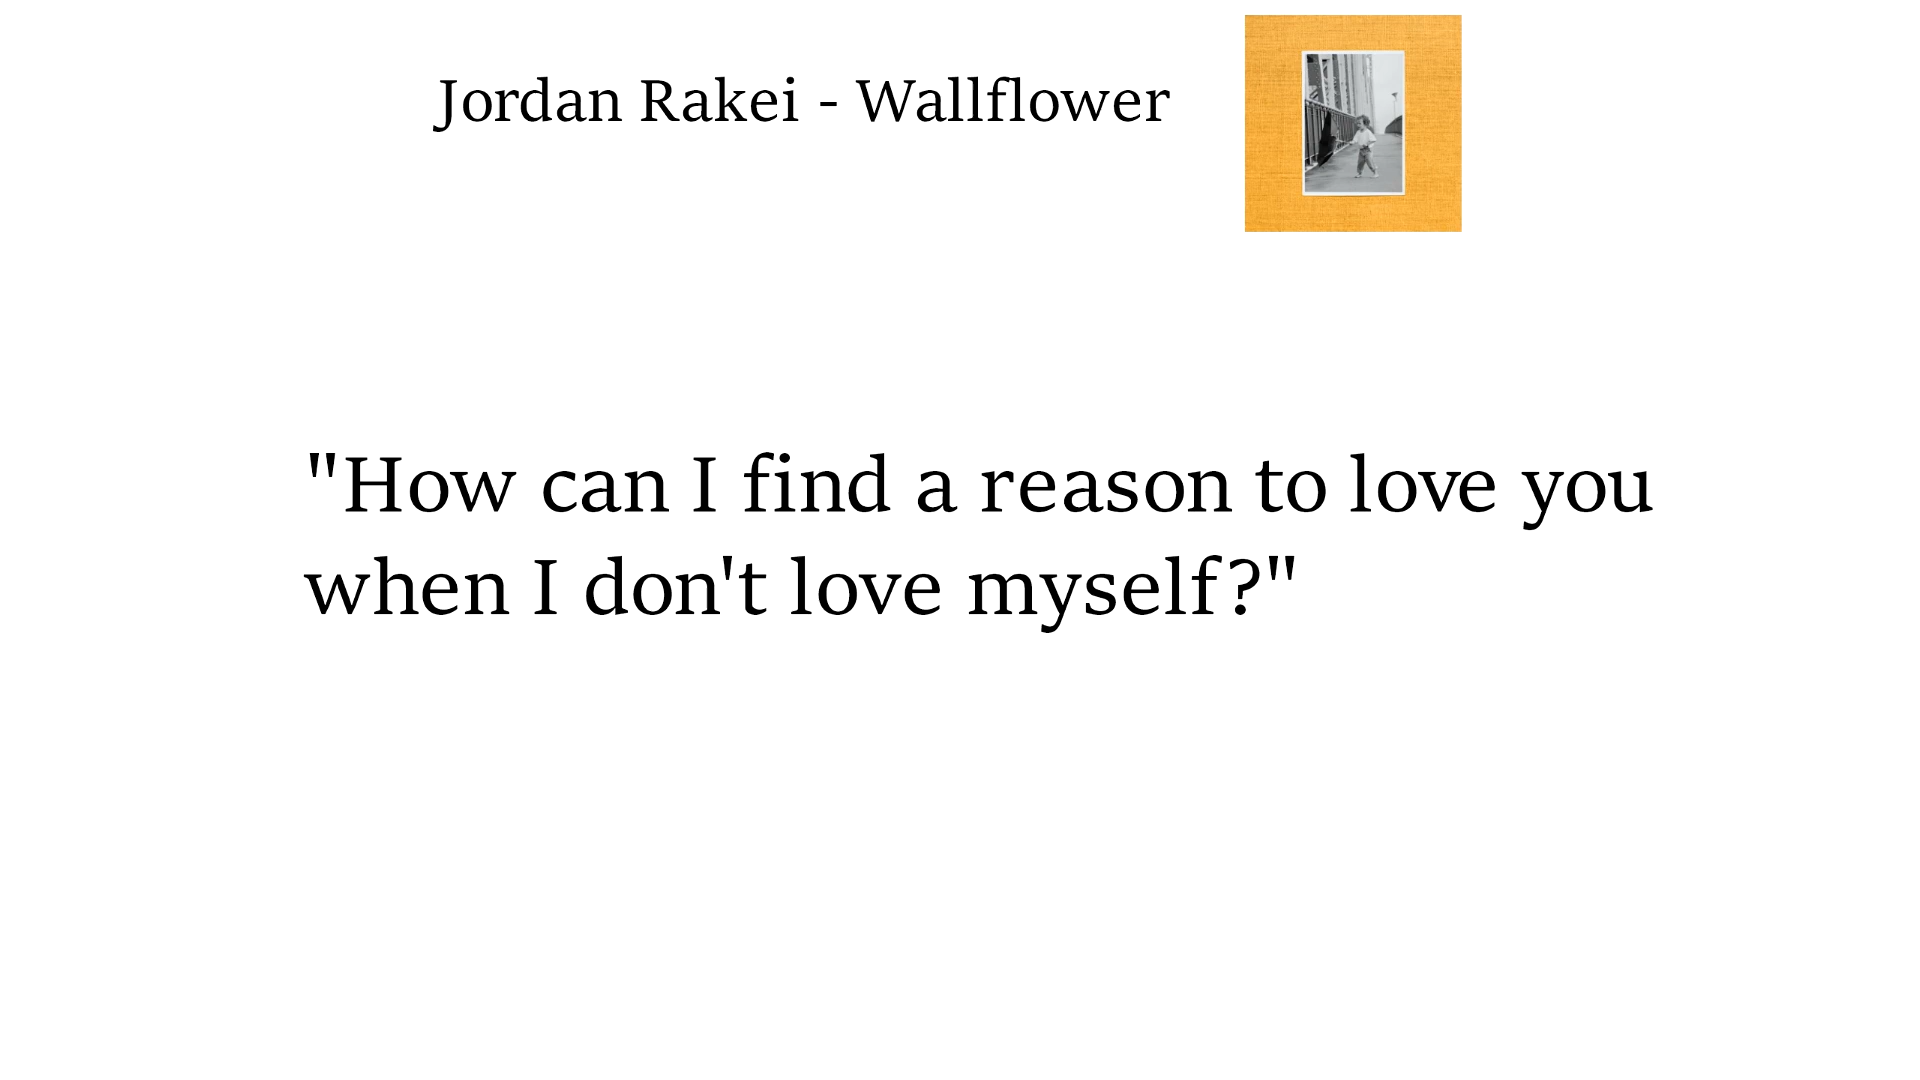 Jordan Rakei - Wallflower
"How can I find a reason to love you
when I don't love myself?"